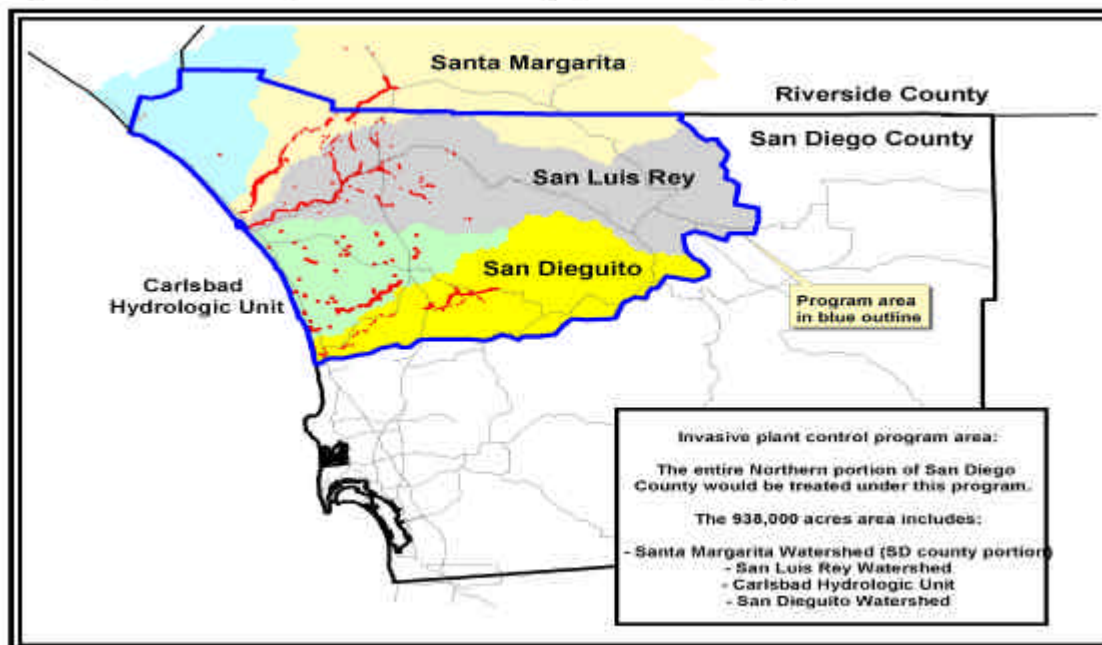 Santa Margarita
Riverside County
San Diego County
San Luis Rey
San Dieguito
Carlsbad
Hydrologic Unit
Program area
in blue outline
Invasive plant control program area:
The entire Northern portion of San Diego
County would be treated under this program.
The 938,000 acres area includes:
- Santa Margarita Watershed (SD county portion)
- San Luis Rey Watershed
- Carlsbad Hydrologic Unit
- San Dieguito Watershed